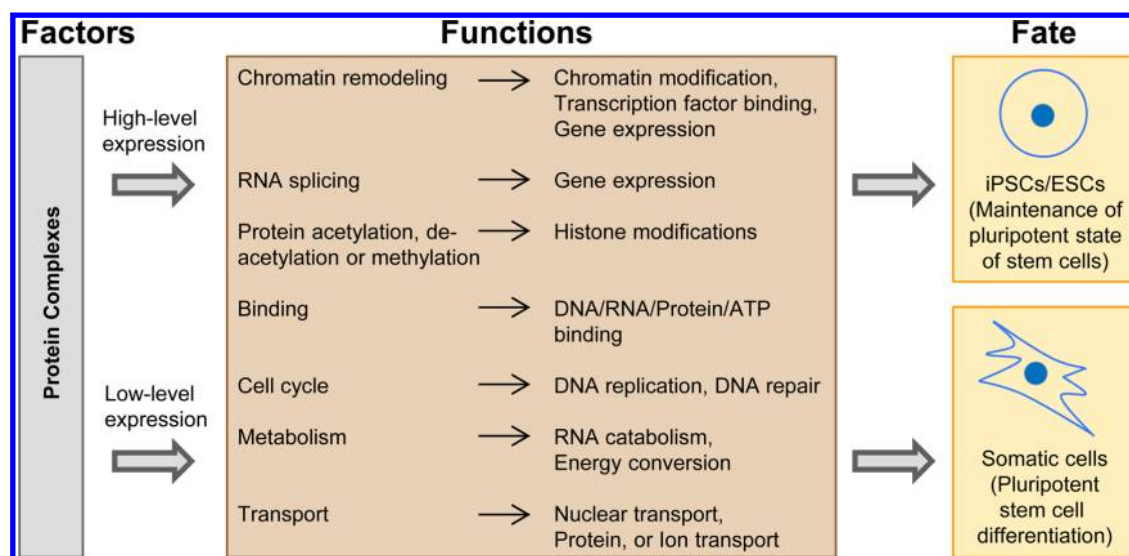 Factors
Functions
Fate
Protein Complexes
High-level
expression
Low-level
expression
Chromatin remodeling
Chromatin modification,
Transcription factor binding,
Gene expression
RNA splicing
Gene expression
Protein acetylation, de-
acetylation or methylation
Histone modifications
Binding
DNA/RNA/Protein/ATP
binding
Cell cycle
DNA replication, DNA repair
Metabolism
RNA catabolism,
Energy conversion
Transport
Nuclear transport,
Protein, or Ion transport
iPSCs/ESCs
(Maintenance of
pluripotent state
of stem cells)
Somatic cells
(Pluripotent
stem cell
differentiation)